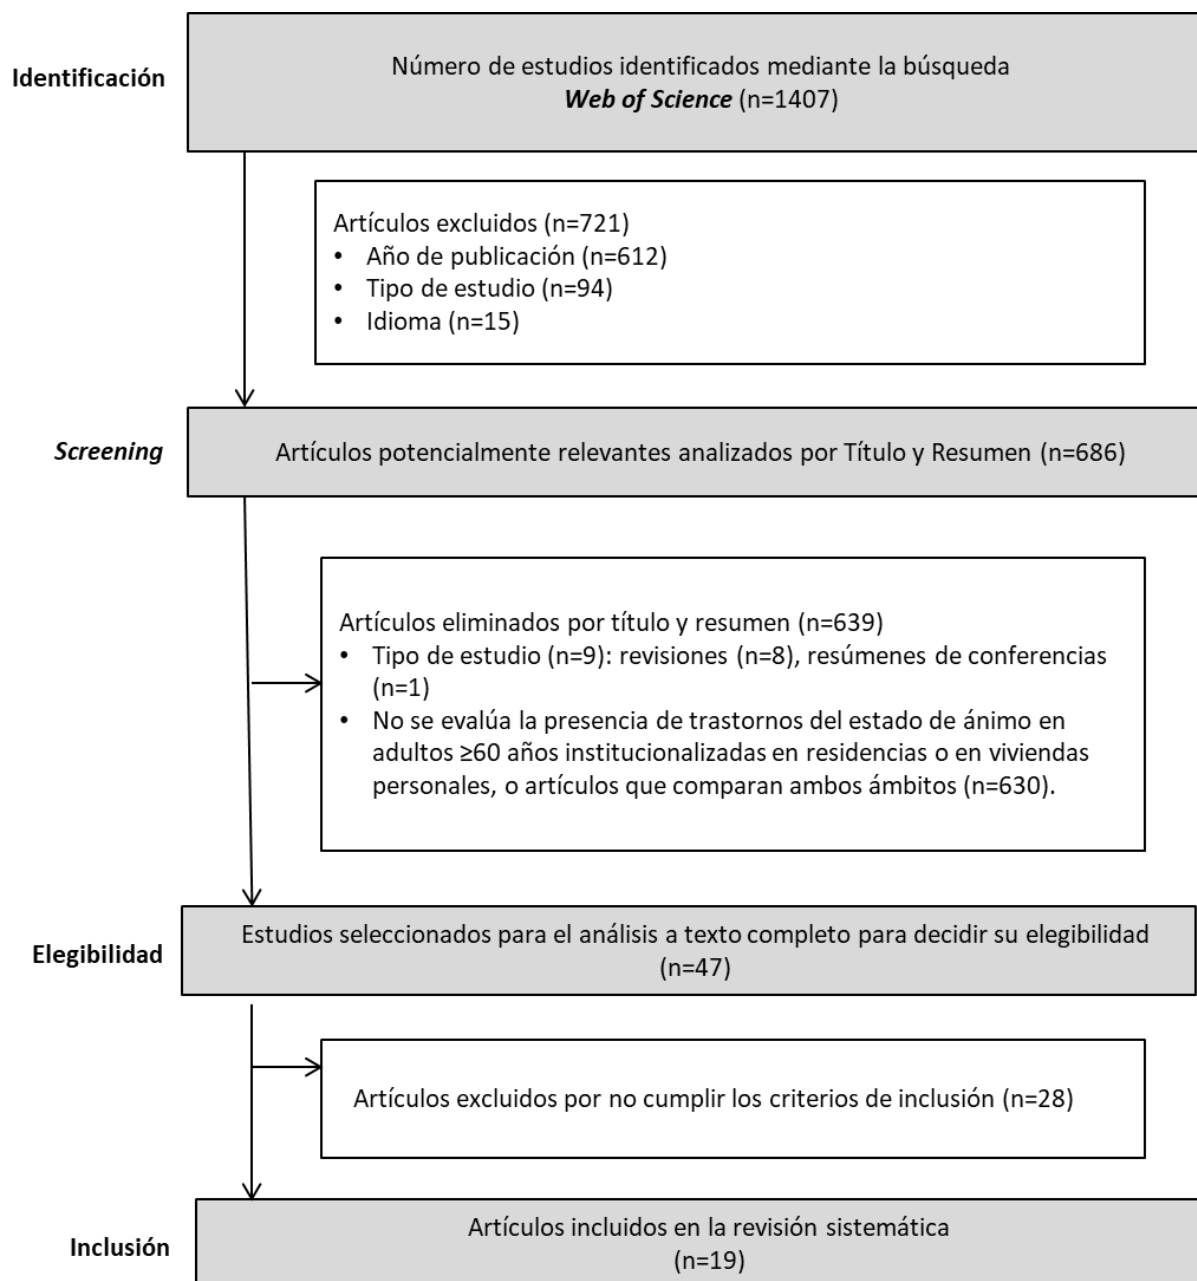 Identificación
Número de estudios identificados mediante la búsqueda
Web of Science (n=1407)
Artículos excluidos (n=721)
• Año de publicación (n=612)
• Tipo de estudio (n=94)
• Idioma (n=15)
Screening
Artículos potencialmente relevantes analizados por Título y Resumen (n=686)
Artículos eliminados por título y resumen (n=639)
• Tipo de estudio (n=9): revisiones (n=8), resúmenes de conferencias
(n=1)
• No se evalúa la presencia de trastornos del estado de ánimo en
adultos ≥60 años institucionalizadas en residencias o en viviendas
personales, o artículos que comparan ambos ámbitos (n=630).
Elegibilidad
Estudios seleccionados para el análisis a texto completo para decidir su elegibilidad
(n=47)
Artículos excluidos por no cumplir los criterios de inclusión (n=28)
Inclusión
Artículos incluidos en la revisión sistemática
(n=19)